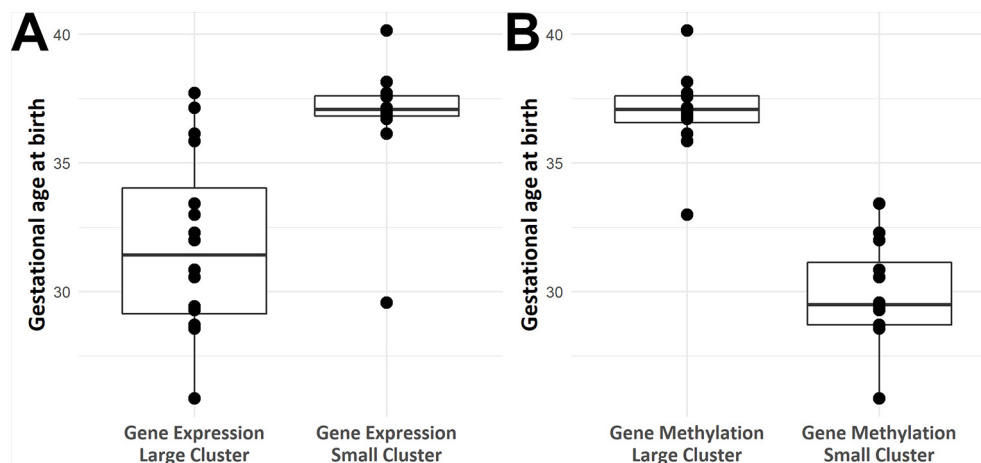 A
B
Gestational age at birth
40
35
30
Gene Expression
Large Cluster
Gene Expression
Small Cluster
Gestational age at birth
40
35
30
Gene Methylation
Large Cluster
Gene Methylation
Small Cluster